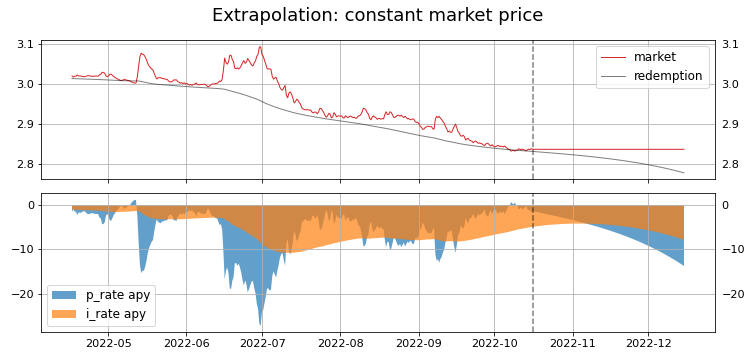 Extrapolation: constant market price
3.1
3.0
2.9
2.8
3.1
3.0
2.9
2.8
market
redemption
0
−10
−20
0
−10
−20
p_rate apy
i_rate apy
2022-05 2022-06 2022-07 2022-08 2022-09 2022-10 2022-11 2022-12